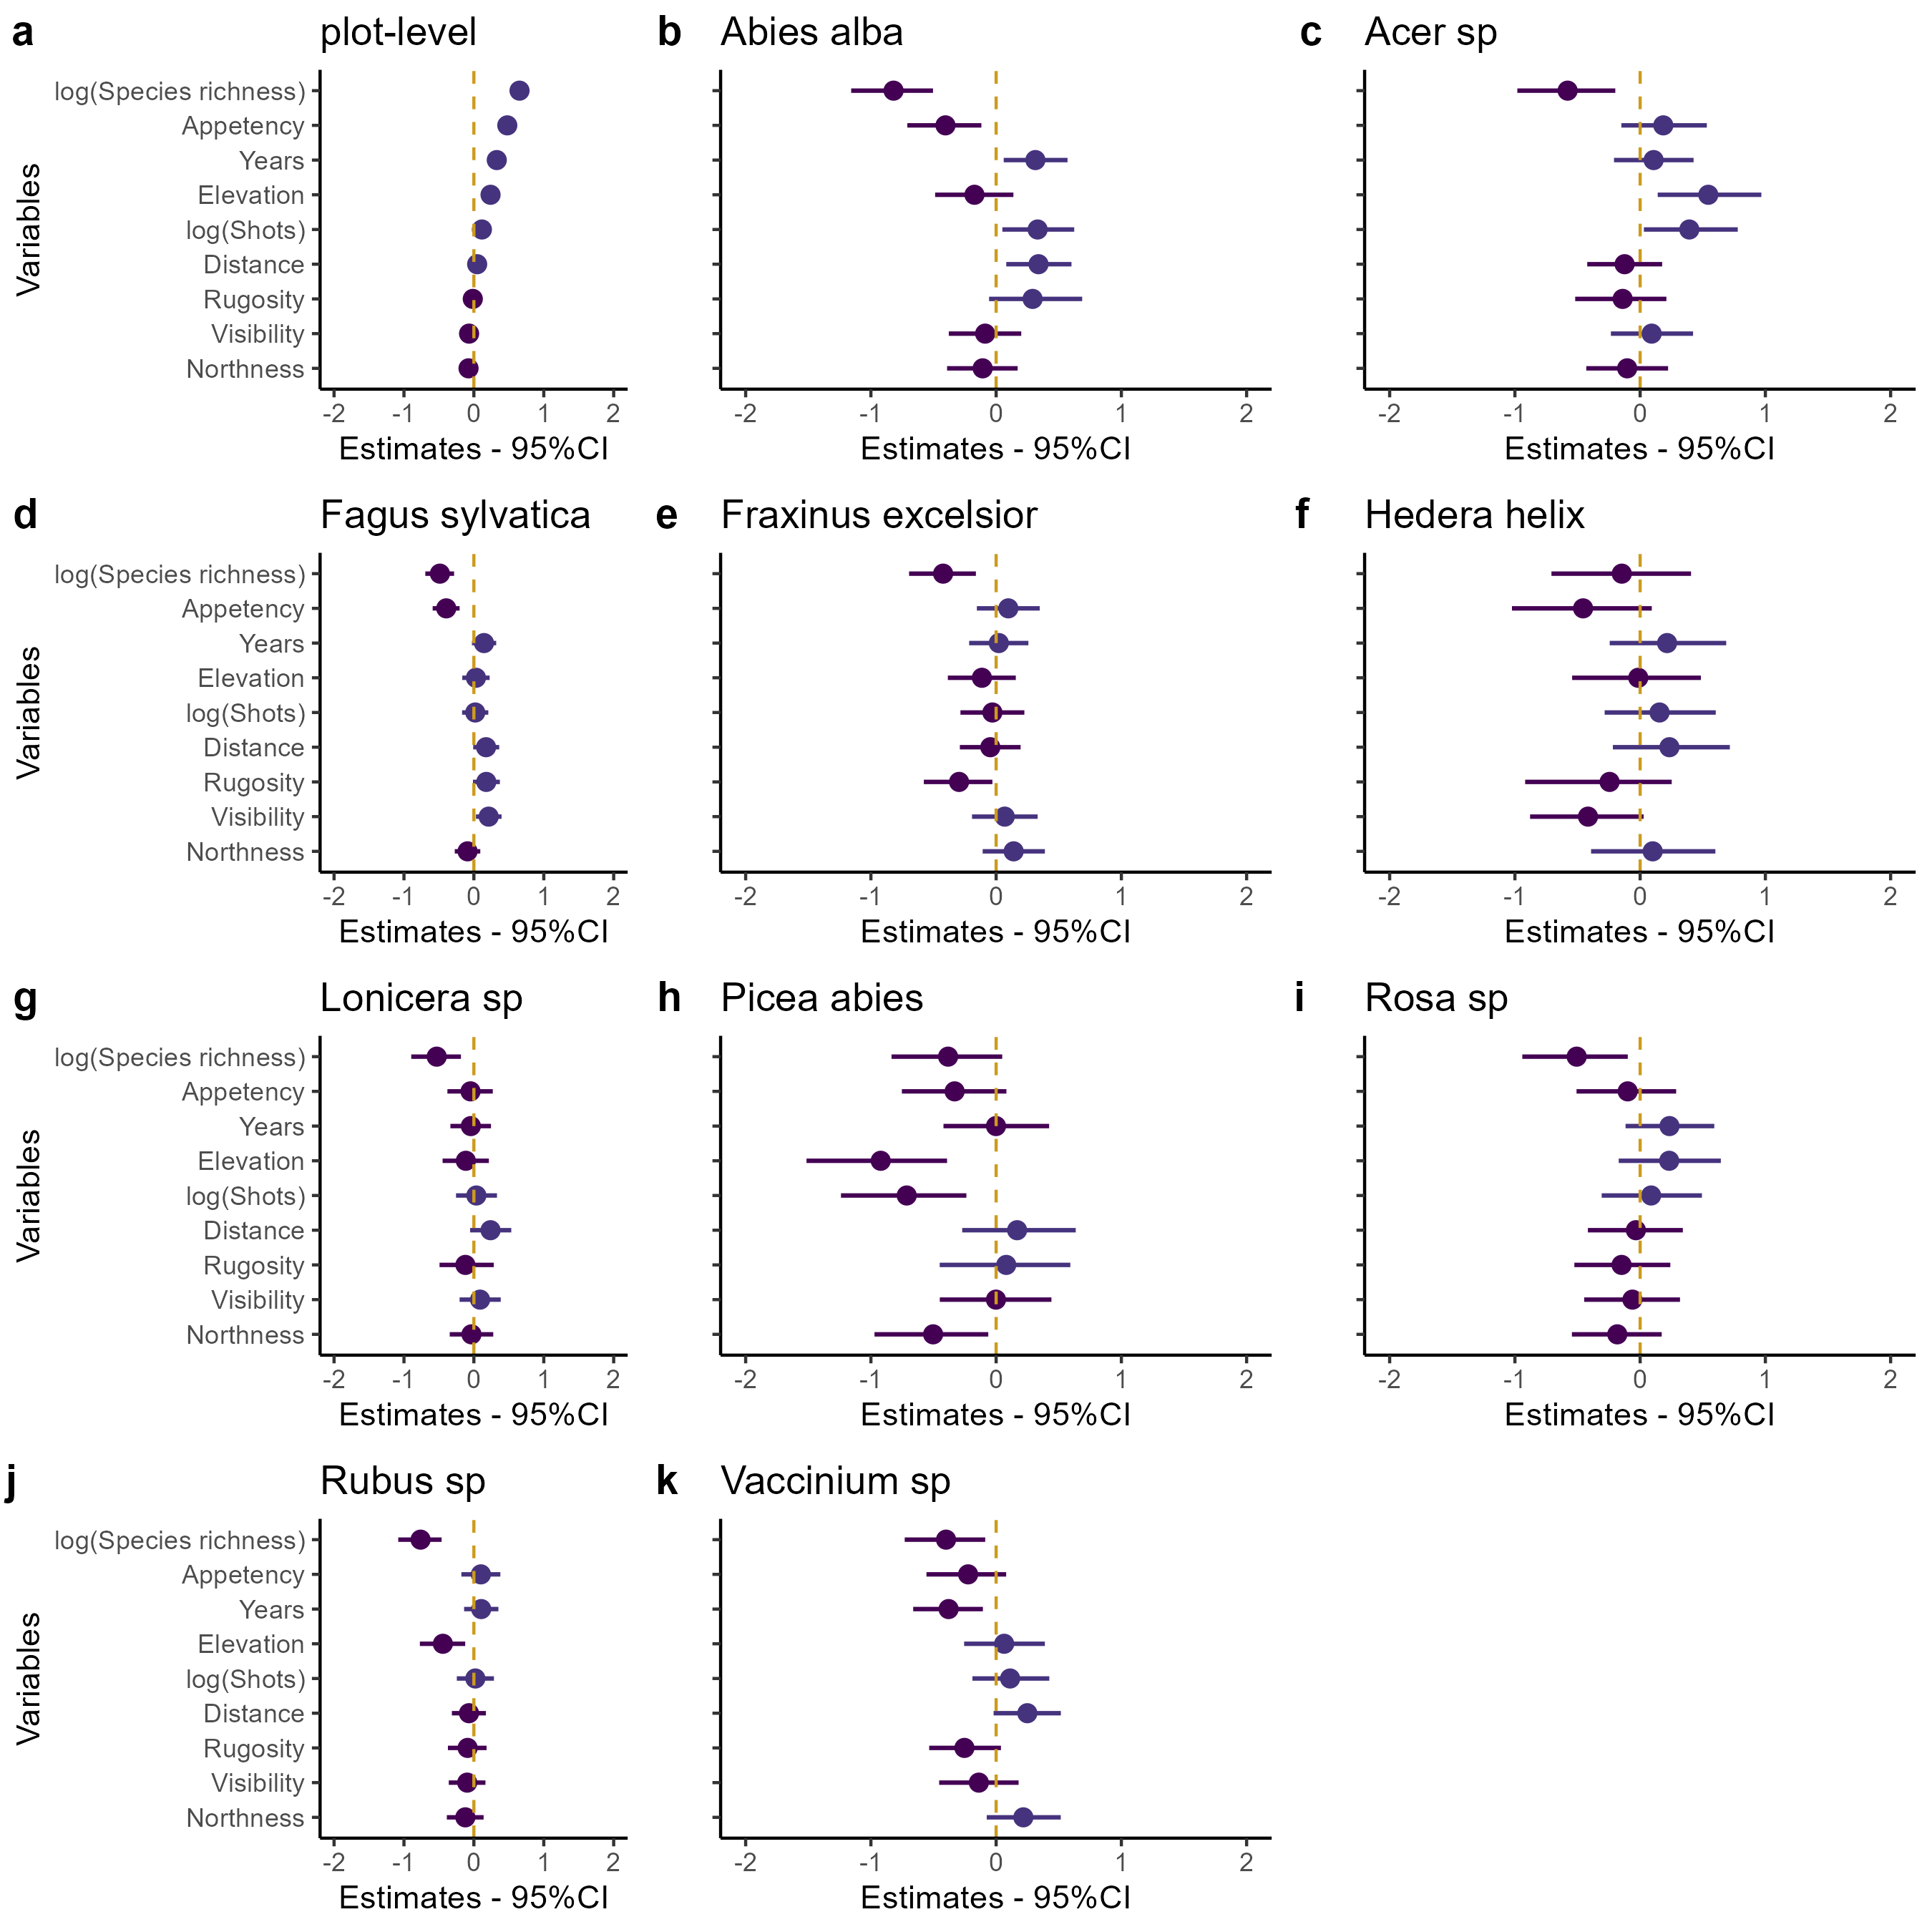 a plot-level
b Abies alba
c Acer sp
Variables
log(Species richness)
Appetency
Years
Elevation
log(Shots)
Distance
Rugosity
Visibility
Northness
-2 -1 0 1 2
-2 -1 0 1 2
-2 -1 0 1 2
Estimates - 95%CI
Estimates - 95%CI
Estimates - 95%CI
d Fagus sylvatica
e Fraxinus excelsior
f Hedera helix
Variables
log(Species richness)
Appetency
Years
Elevation
log(Shots)
Distance
Rugosity
Visibility
Northness
-2 -1 0 1 2
-2 -1 0 1 2
-2 -1 0 1 2
Estimates - 95%CI
Estimates - 95%CI
Estimates - 95%CI
g Lonicera sp
h Picea abies
i Rosa sp
Variables
log(Species richness)
Appetency
Years
Elevation
log(Shots)
Distance
Rugosity
Visibility
Northness
-2 -1 0 1 2
-2 -1 0 1 2
-2 -1 0 1 2
Estimates - 95%CI
Estimates - 95%CI
Estimates - 95%CI
j Rubus sp
k Vaccinium sp
Variables
log(Species richness)
Appetency
Years
Elevation
log(Shots)
Distance
Rugosity
Visibility
Northness
-2 -1 0 1 2
-2 -1 0 1 2
Estimates - 95%CI
Estimates - 95%CI